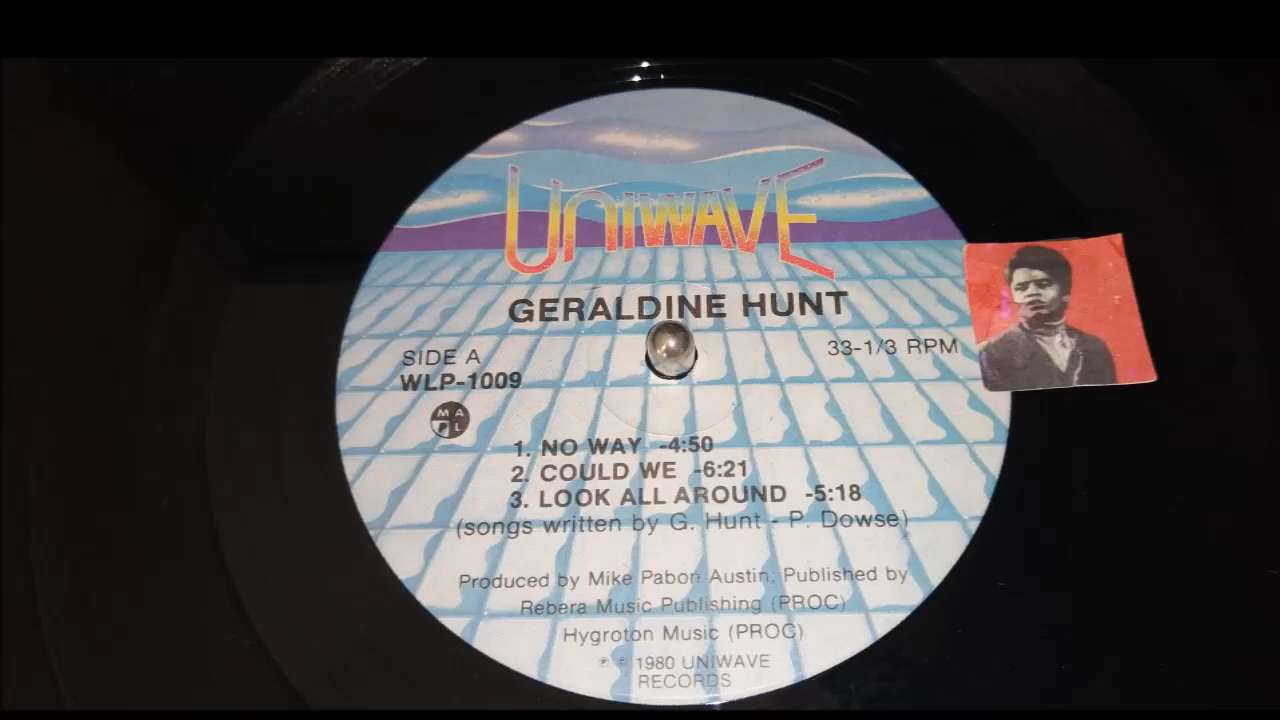 UNIWAVE
GERALDINE HUNT
SIDE A
33-1/3 RPM
WLP-1009
M A
P L
1. NO WAY -4:50
2. COULD WE -6:21
3. LOOK ALL AROUND -5:18
(songs written by G. Hunt - P. Dowse)
Produced by Mike Pabon Austin; Published by
Rebera Music Publishing (PROC)
Hygroton Music (PROC)
℗ © 1980 UNIWAVE
RECORDS